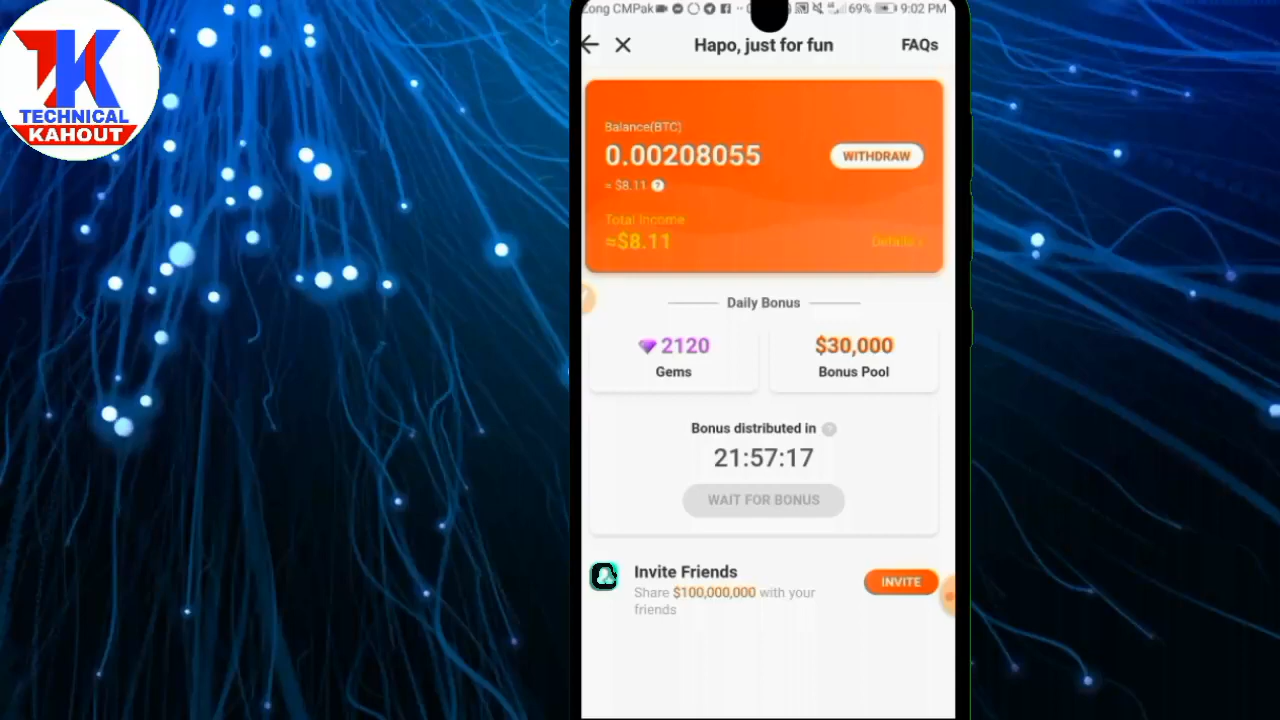 TECHNICAL
KAHOUT
Zong CMPak
69%
9:02 PM
Hapo, just for fun
FAQs
Balance(BTC)
0.00208055
WITHDRAW
≈ $8.11 ?
Total Income
≈$8.11
Details ›
Daily Bonus
2120
Gems
$30,000
Bonus Pool
Bonus distributed in ?
21:57:17
WAIT FOR BONUS
Invite Friends
Share $100,000,000 with your
friends
INVITE